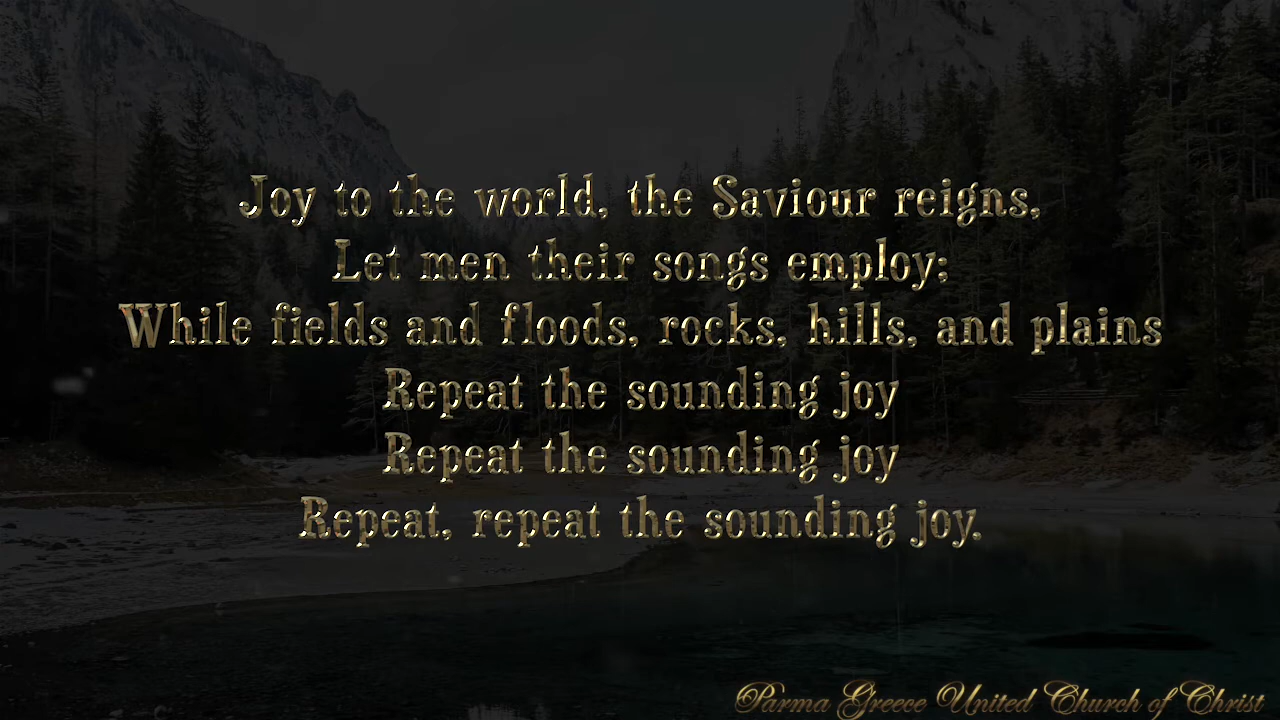 Joy to the world, the Saviour reigns,
Let men their songs employ;
While fields and floods, rocks, hills, and plains
Repeat the sounding joy
Repeat the sounding joy
Repeat, repeat the sounding joy.
Parma Greece United Church of Christ